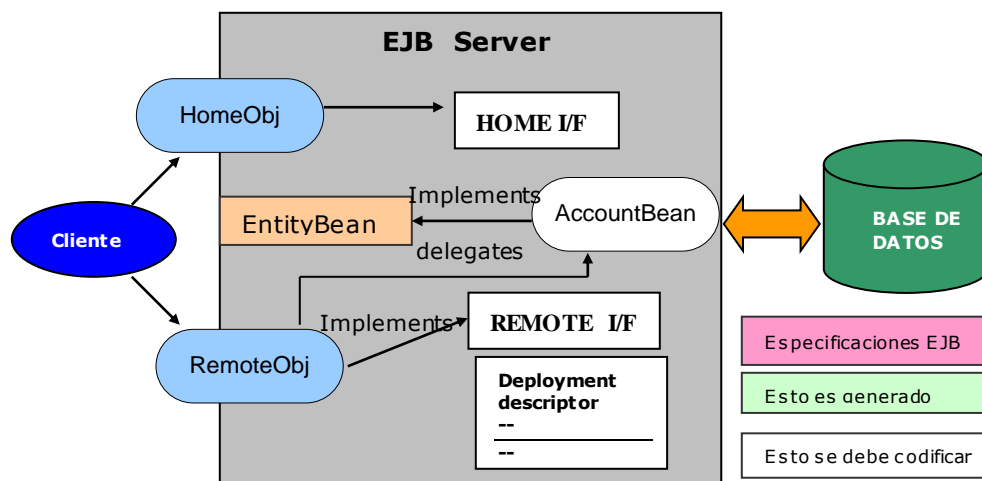 EJB Server
HomeObj
HOME I/F
Implements
EntityBean
AccountBean
delegates
Cliente
BASE DE
DATOS
Implements
REMOTE I/F
RemoteObj
Deployment
descriptor
--
--
Especificaciones EJB
Esto es generado
Esto se debe codificar